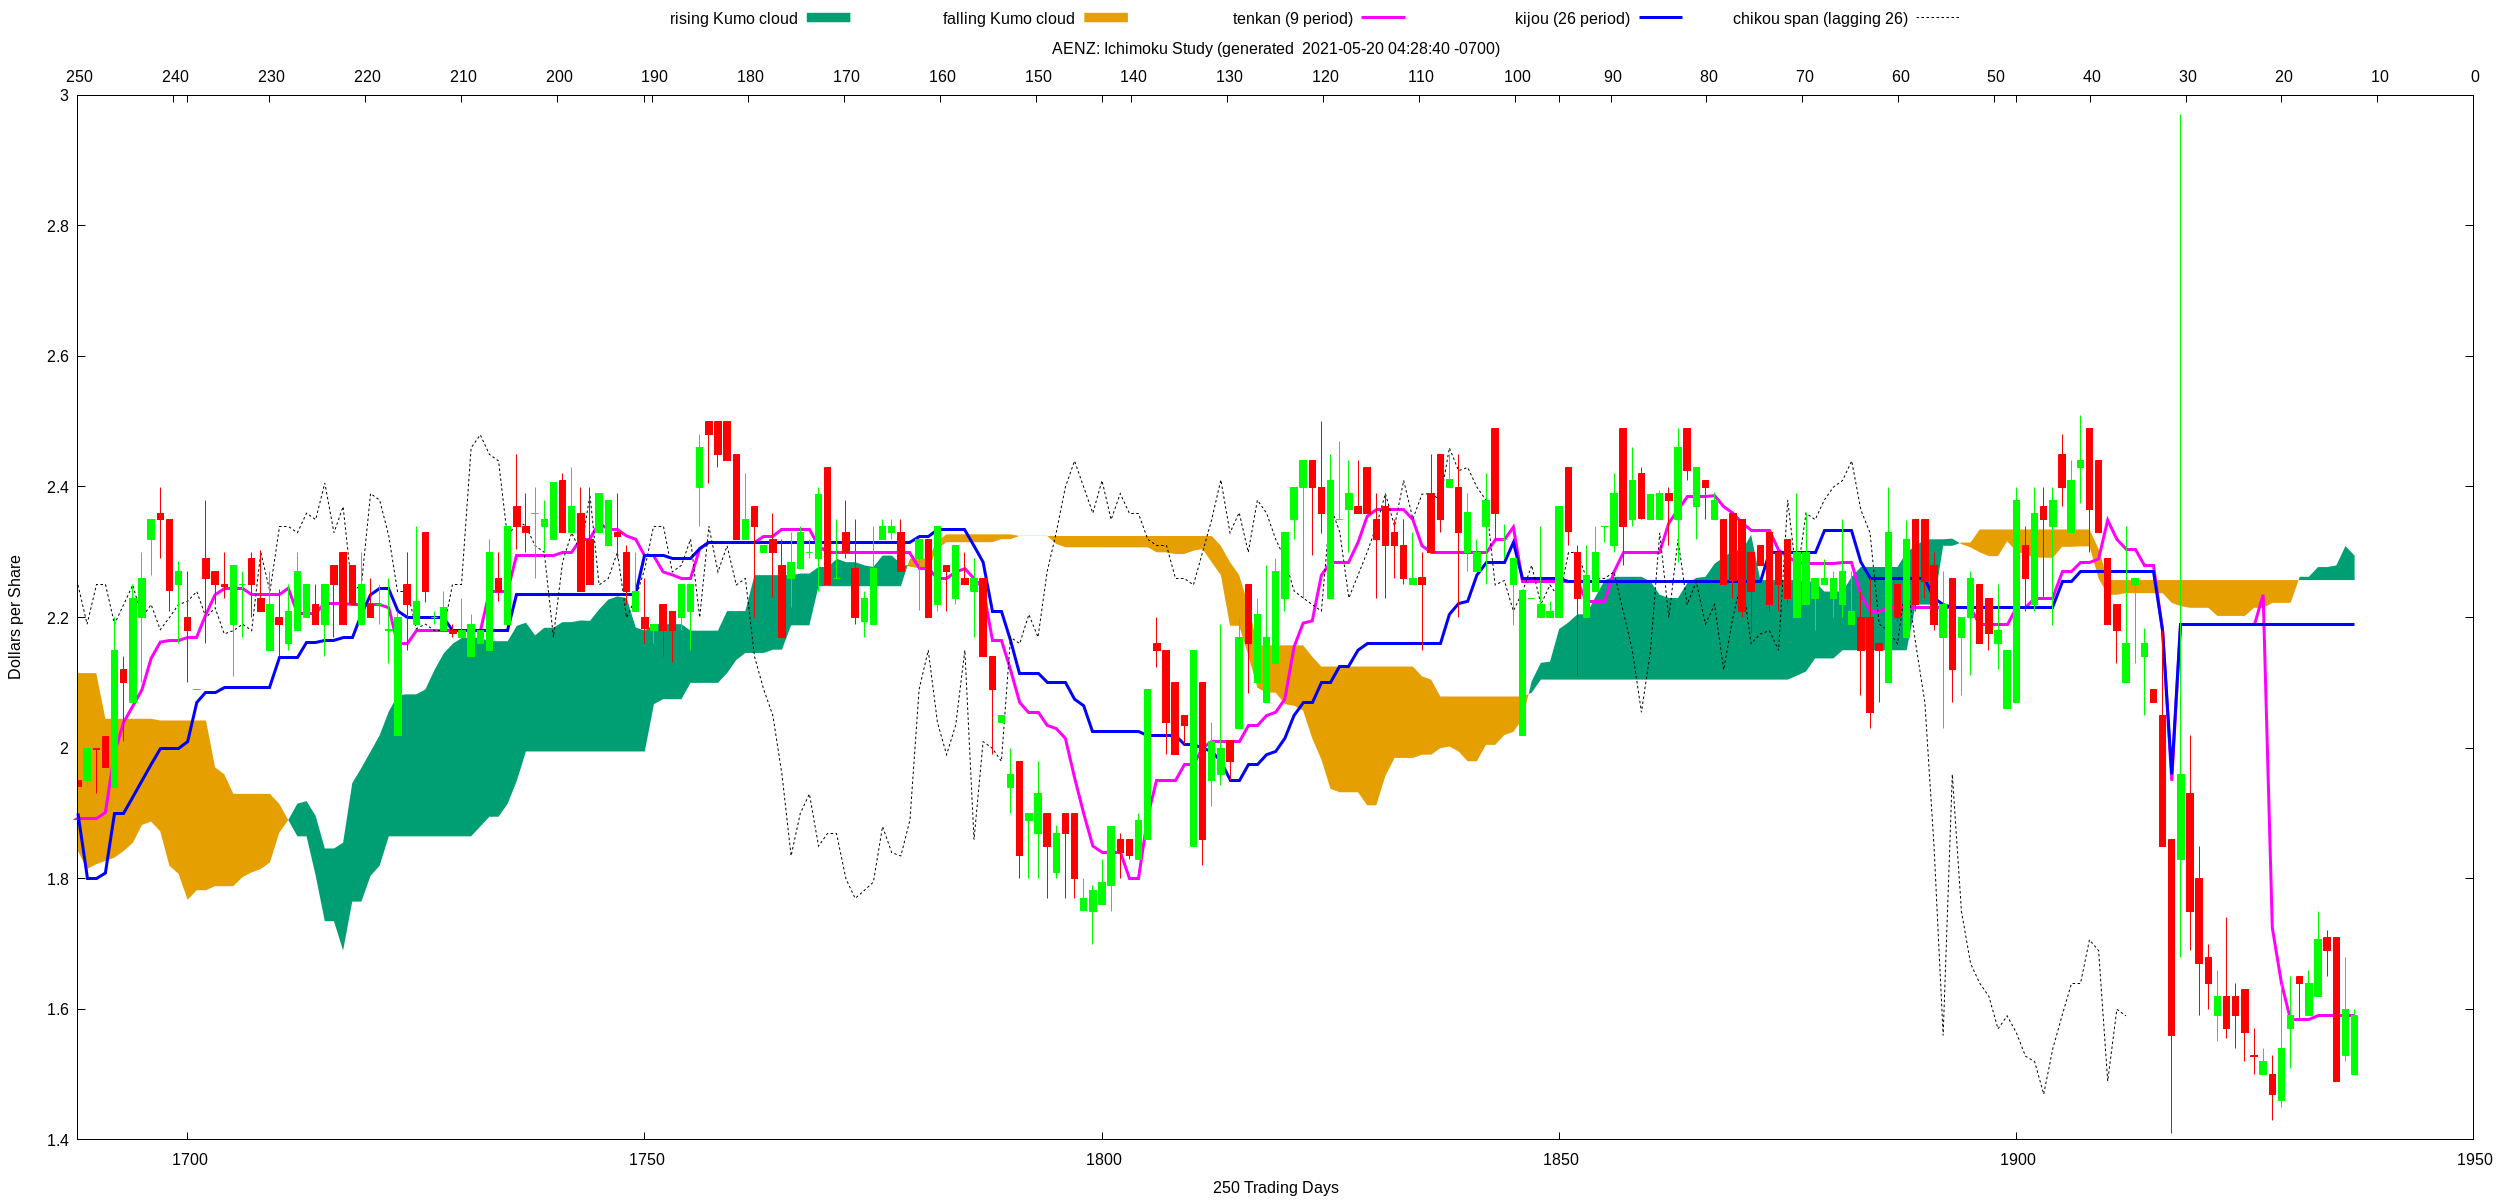 rising Kumo cloud falling Kumo cloud tenkan (9 period) kijou (26 period) chikou span (lagging 26)
AENZ: Ichimoku Study (generated  2021-05-20 04:28:40 -0700)
250 240 230 220 210 200 190 180 170 160 150 140 130 120 110 100 90 80 70 60 50 40 30 20 10 0
3
2.8
2.6
2.4
2.2
2
1.8
1.6
1.4
Dollars per Share
1700 1750 1800 1850 1900 1950
250 Trading Days